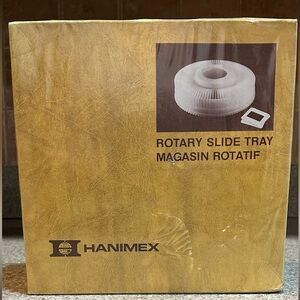 ROTARY SLIDE TRAY
MAGASIN ROTATIF
HANIMEX